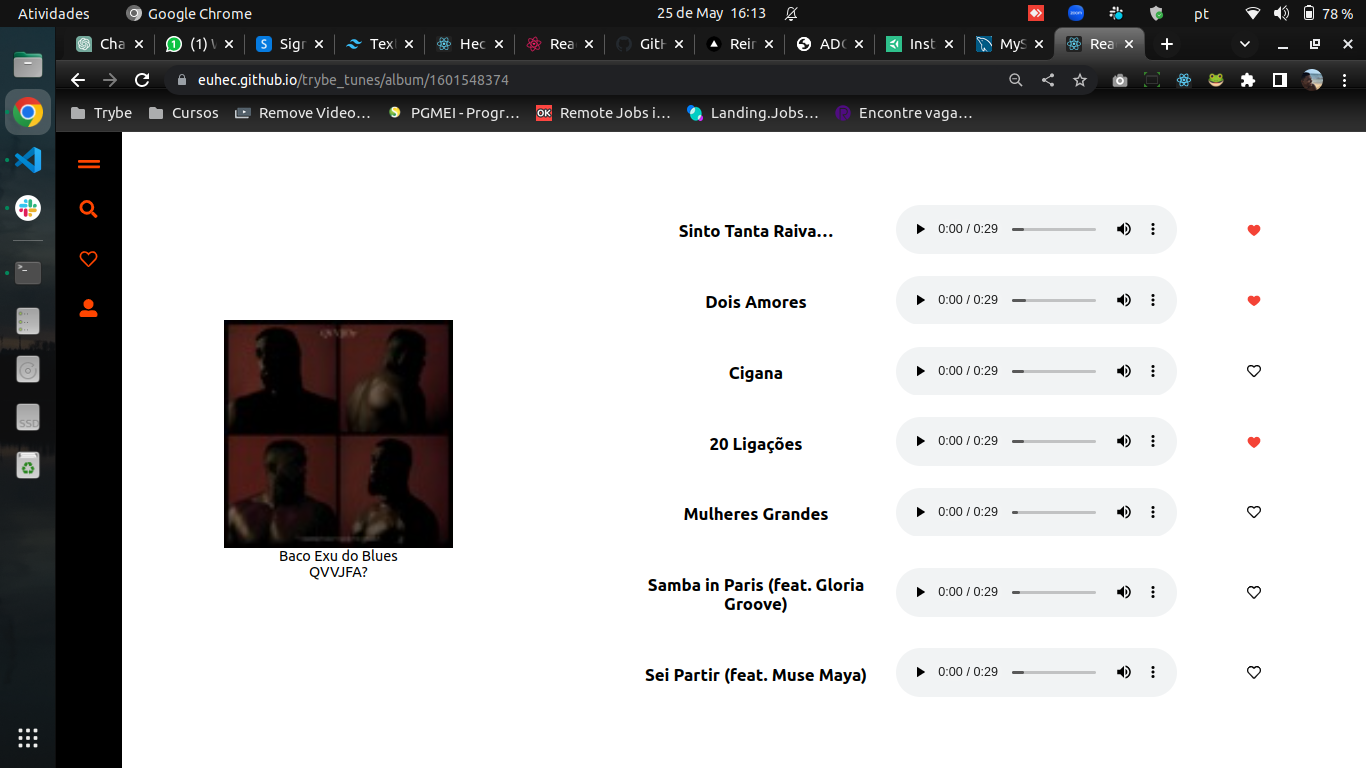 Atividades
Google Chrome
25 de May 16:13
pt
78 %
Cha
(1) W
Sign
Text
Hec
Rea
GitH
Rein
ADC
Inst
MyS
Rea
euhec.github.io/trybe_tunes/album/1601548374
Trybe
Cursos
Remove Video…
PGMEI - Progr…
Remote Jobs i…
Landing.Jobs…
Encontre vaga…
Sinto Tanta Raiva…
0:00 / 0:29
Dois Amores
0:00 / 0:29
Cigana
0:00 / 0:29
20 Ligações
0:00 / 0:29
Mulheres Grandes
0:00 / 0:29
Samba in Paris (feat. Gloria
Groove)
0:00 / 0:29
Sei Partir (feat. Muse Maya)
0:00 / 0:29
Baco Exu do Blues
QVVJFA?
SSD
OK
zoom